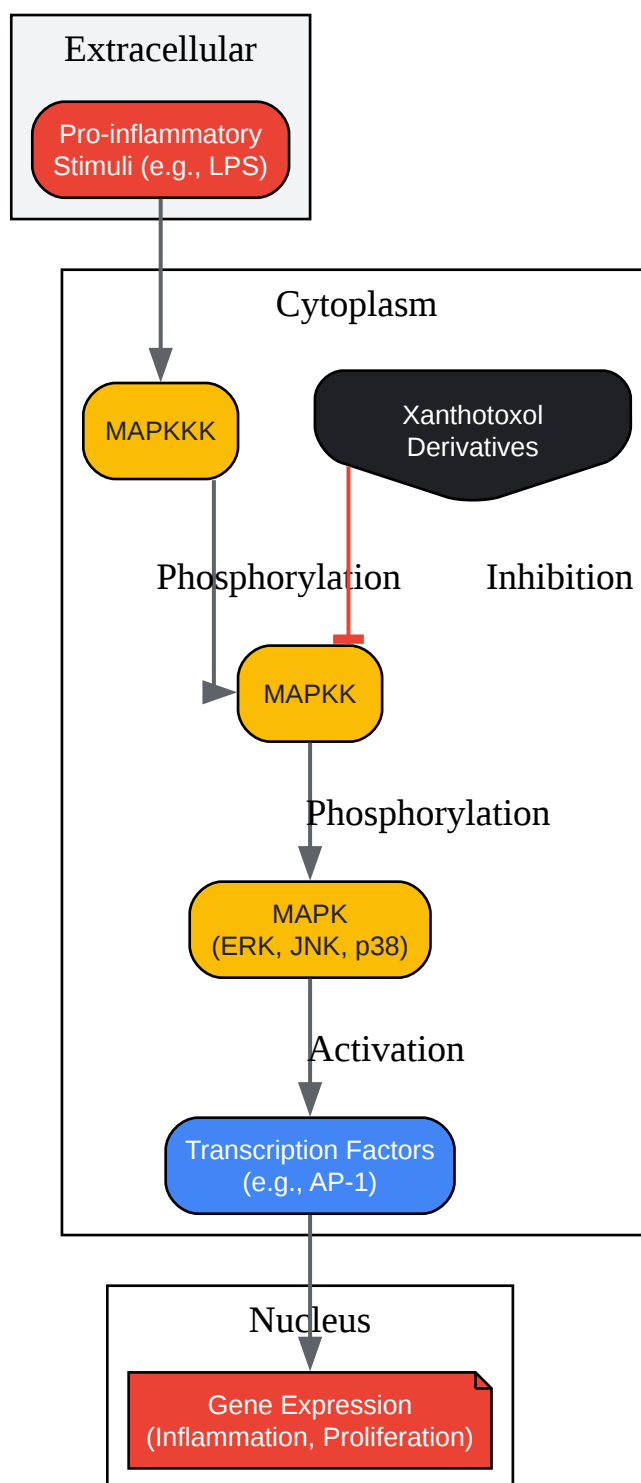 Extracellular
Pro-inflammatory
Stimuli (e.g., LPS)
Cytoplasm
MAPKKK
Xanthotoxol
Derivatives
Phosphorylation
Inhibition
MAPKK
Phosphorylation
MAPK
(ERK, JNK, p38)
Activation
Transcription Factors
(e.g., AP-1)
Nucleus
Gene Expression
(Inflammation, Proliferation)